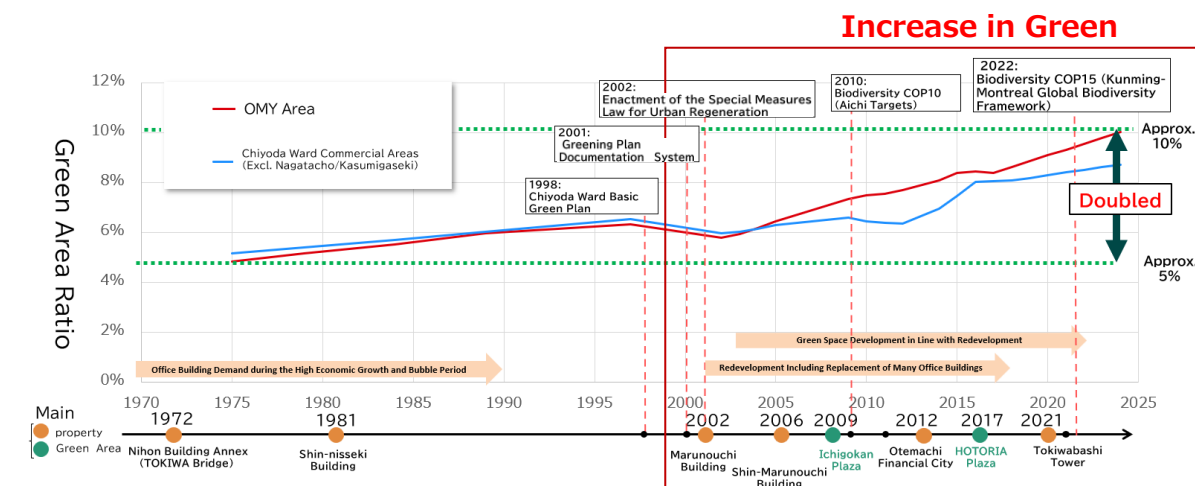 Increase in Green
12%
10%
8%
6%
4%
2%
0%
Green Area Ratio
OMY Area
Chiyoda Ward Commercial Areas
(Excl. Nagatacho/Kasumigaseki)
1998:
Chiyoda Ward Basic
Green Plan
2001:
Greening Plan
Documentation System
2002:
Enactment of the Special Measures
Law for Urban Regeneration
2010:
Biodiversity COP10
(Aichi Targets)
2022:
Biodiversity COP15 (Kunming-
Montreal Global Biodiversity
Framework)
Approx.
10%
Doubled
Approx.
5%
Green Space Development in Line with Redevelopment
Office Building Demand during the High Economic Growth and Bubble Period
Redevelopment Including Replacement of Many Office Buildings
1970 1975 1980 1985 1990 1995 2000 2005 2010 2015 2020 2025
Main
property
Green Area
1972
Nihon Building Annex
(TOKIWA Bridge)
1981
Shin-nisseki
Building
2002
Marunouchi
Building
2006
Shin-Marunouchi
Building
2009
Ichigokan
Plaza
2012
Otemachi
Financial City
2017
HOTORIA
Plaza
2021
Tokiwabashi
Tower